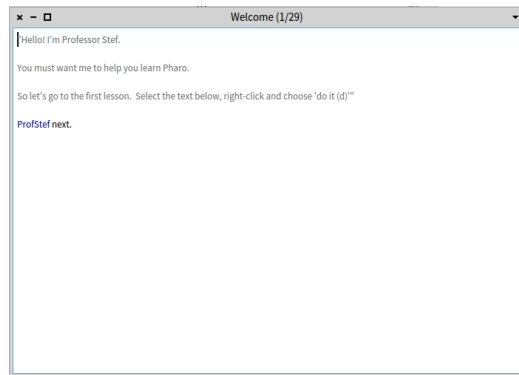 Welcome (1/29)
"Hello! I'm Professor Stef.
You must want me to help you learn Pharo.
So let's go to the first lesson.  Select the text below, right-click and choose 'do it (d)'"
ProfStef next.